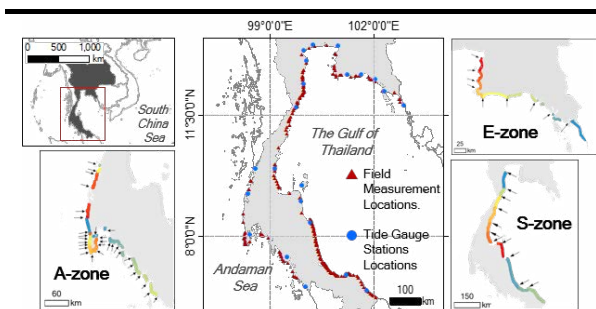 99°0'0"E 102°0'0"E
0 500 1,000
km
South
China
Sea
11°30'0"N
8°0'0"N
The Gulf of
Thailand
Field
Measurement
Locations.
Tide Gauge
Stations
Locations
Andaman
Sea
100
km
E-zone
25
km
A-zone
60
km
S-zone
150
km